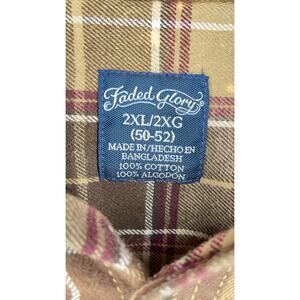 Faded Glory
2XL/2XG
(50-52)
MADE IN/HECHO EN
BANGLADESH
100% COTTON
100% ALGODON